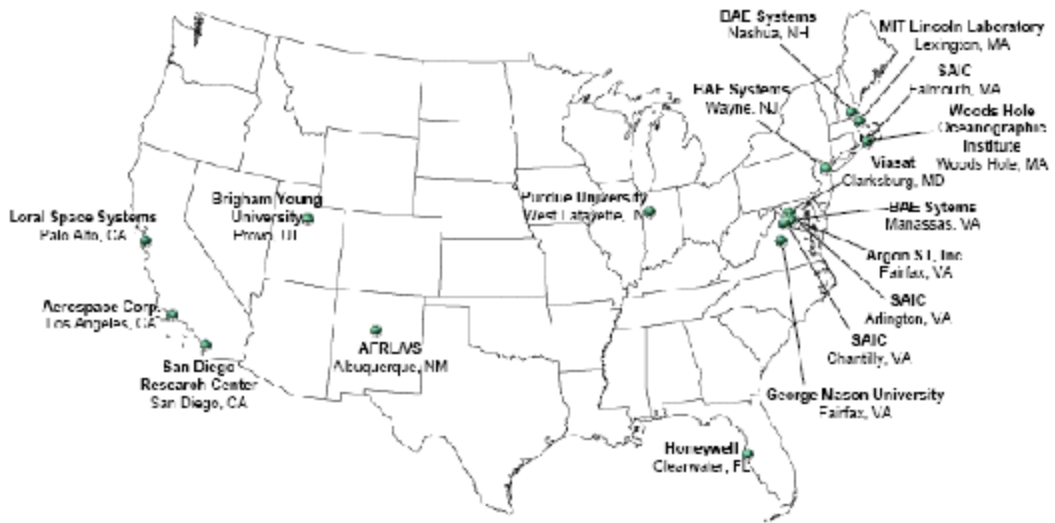 BAE Systems
Nashua, NH
MIT Lincoln Laboratory
Lexington, MA
SAIC
Falmouth, MA
BAE Systems
Wayne, NJ
Woods Hole
Oceanographic
Institute
Woods Hole, MA
Viasat
Clarksburg, MD
Brigham Young
University
Provo, UT
Purdue University
West Lafayette, IN
BAE Sytems
Manassas, VA
Loral Space Systems
Palo Alto, CA
Argon ST, Inc
Fairfax, VA
SAIC
Arlington, VA
Aerospace Corp.
Los Angeles, CA
SAIC
Chantilly, VA
AFRL/VS
Albuquerque, NM
San Diego
Research Center
San Diego, CA
George Mason University
Fairfax, VA
Honeywell
Clearwater, FL